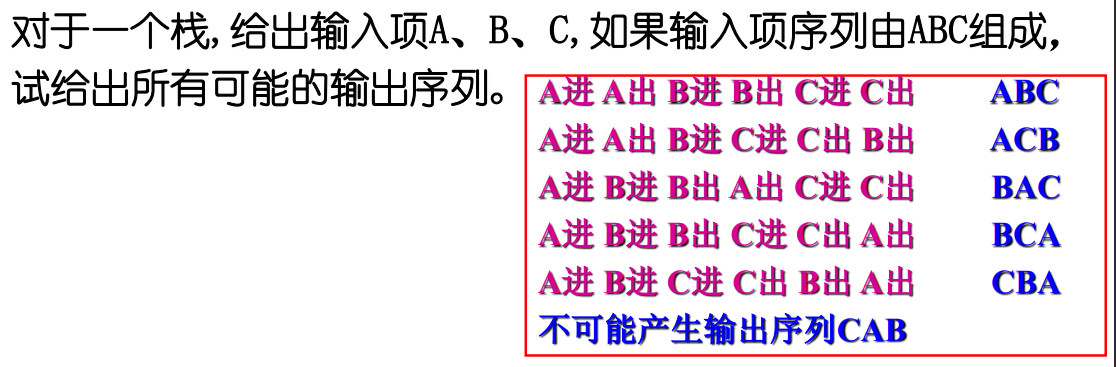 对于一个栈,给出输入项A、B、C,如果输入项序列由ABC组成,
试给出所有可能的输出序列。
A进 A出 B进 B出 C进 C出 ABC
A进 A出 B进 C进 C出 B出 ACB
A进 B进 B出 A出 C进 C出 BAC
A进 B进 B出 C进 C出 A出 BCA
A进 B进 C进 C出 B出 A出 CBA
不可能产生输出序列CAB